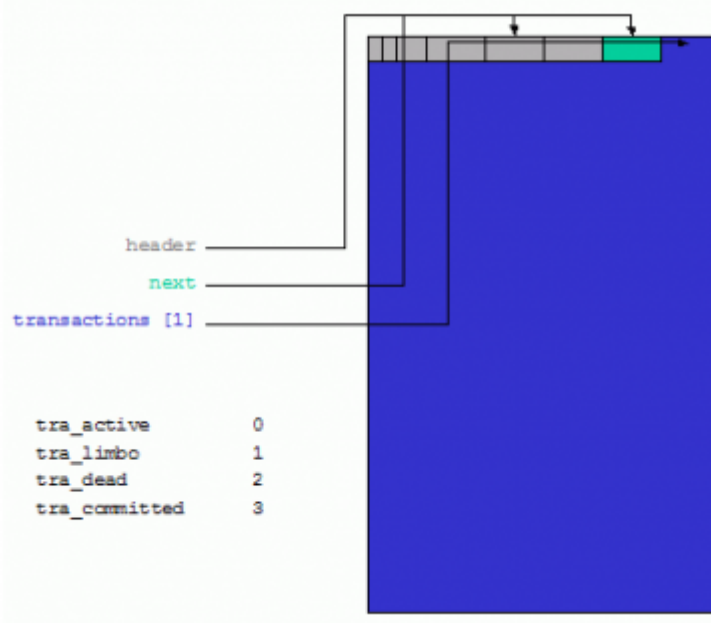 header
next
transactions [1]
tra_active 0
tra_limbo 1
tra_dead 2
tra_committed 3